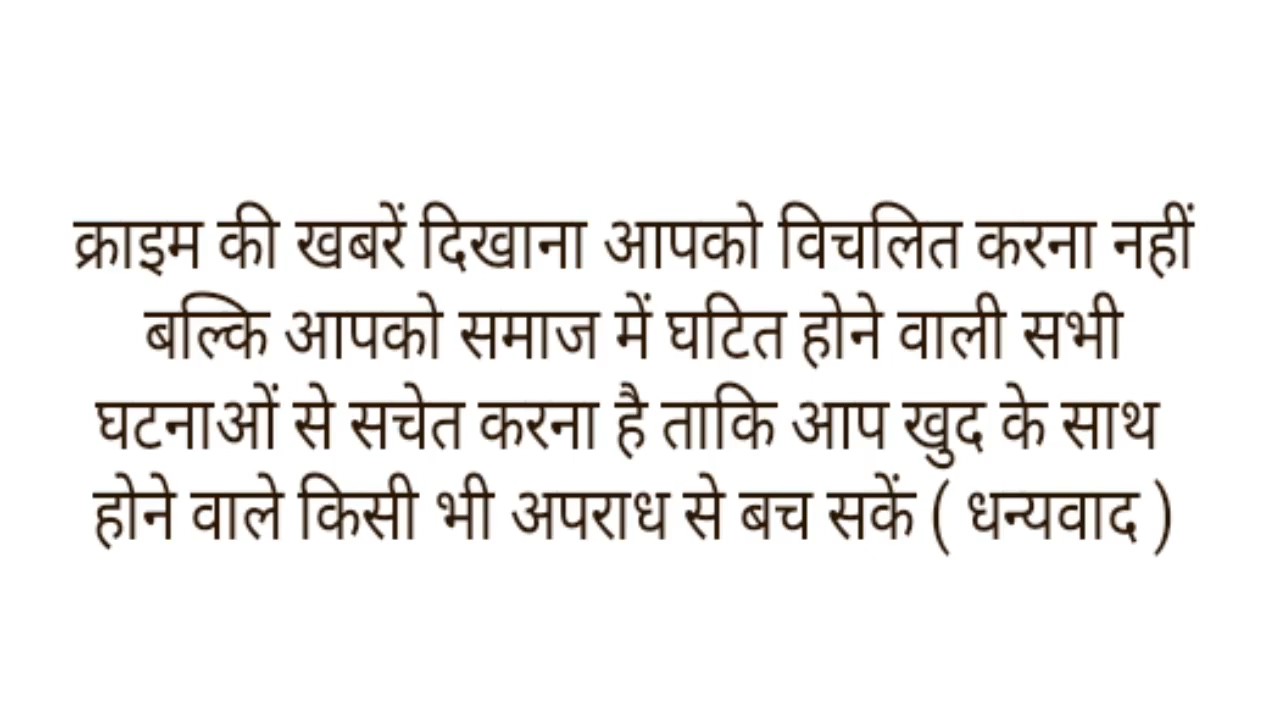 क्राइम की खबरें दिखाना आपको विचलित करना नहीं
बल्कि आपको समाज में घटित होने वाली सभी
घटनाओं से सचेत करना है ताकि आप खुद के साथ
होने वाले किसी भी अपराध से बच सकें ( धन्यवाद )